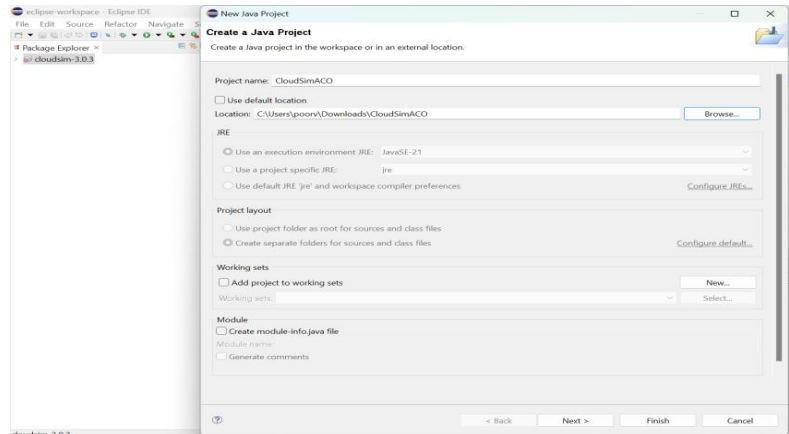 eclipse-workspace - Eclipse IDE
File Edit Source Refactor Navigate S
Package Explorer ×
cloudsim-3.0.3
New Java Project
Create a Java Project
Create a Java project in the workspace or in an external location.
Project name: CloudSimACO
Use default location
Location: C:\Users\poorv\Downloads\CloudSimACO Browse...
JRE
Use an execution environment JRE: JavaSE-21
Use a project specific JRE: jre
Use default JRE 'jre' and workspace compiler preferences Configure JREs...
Project layout
Use project folder as root for sources and class files
Create separate folders for sources and class files Configure default...
Working sets
Add project to working sets New...
Working sets: Select...
Module
Create module-info.java file
Module name:
Generate comments
? < Back Next > Finish Cancel
cloudsim-3.0.3